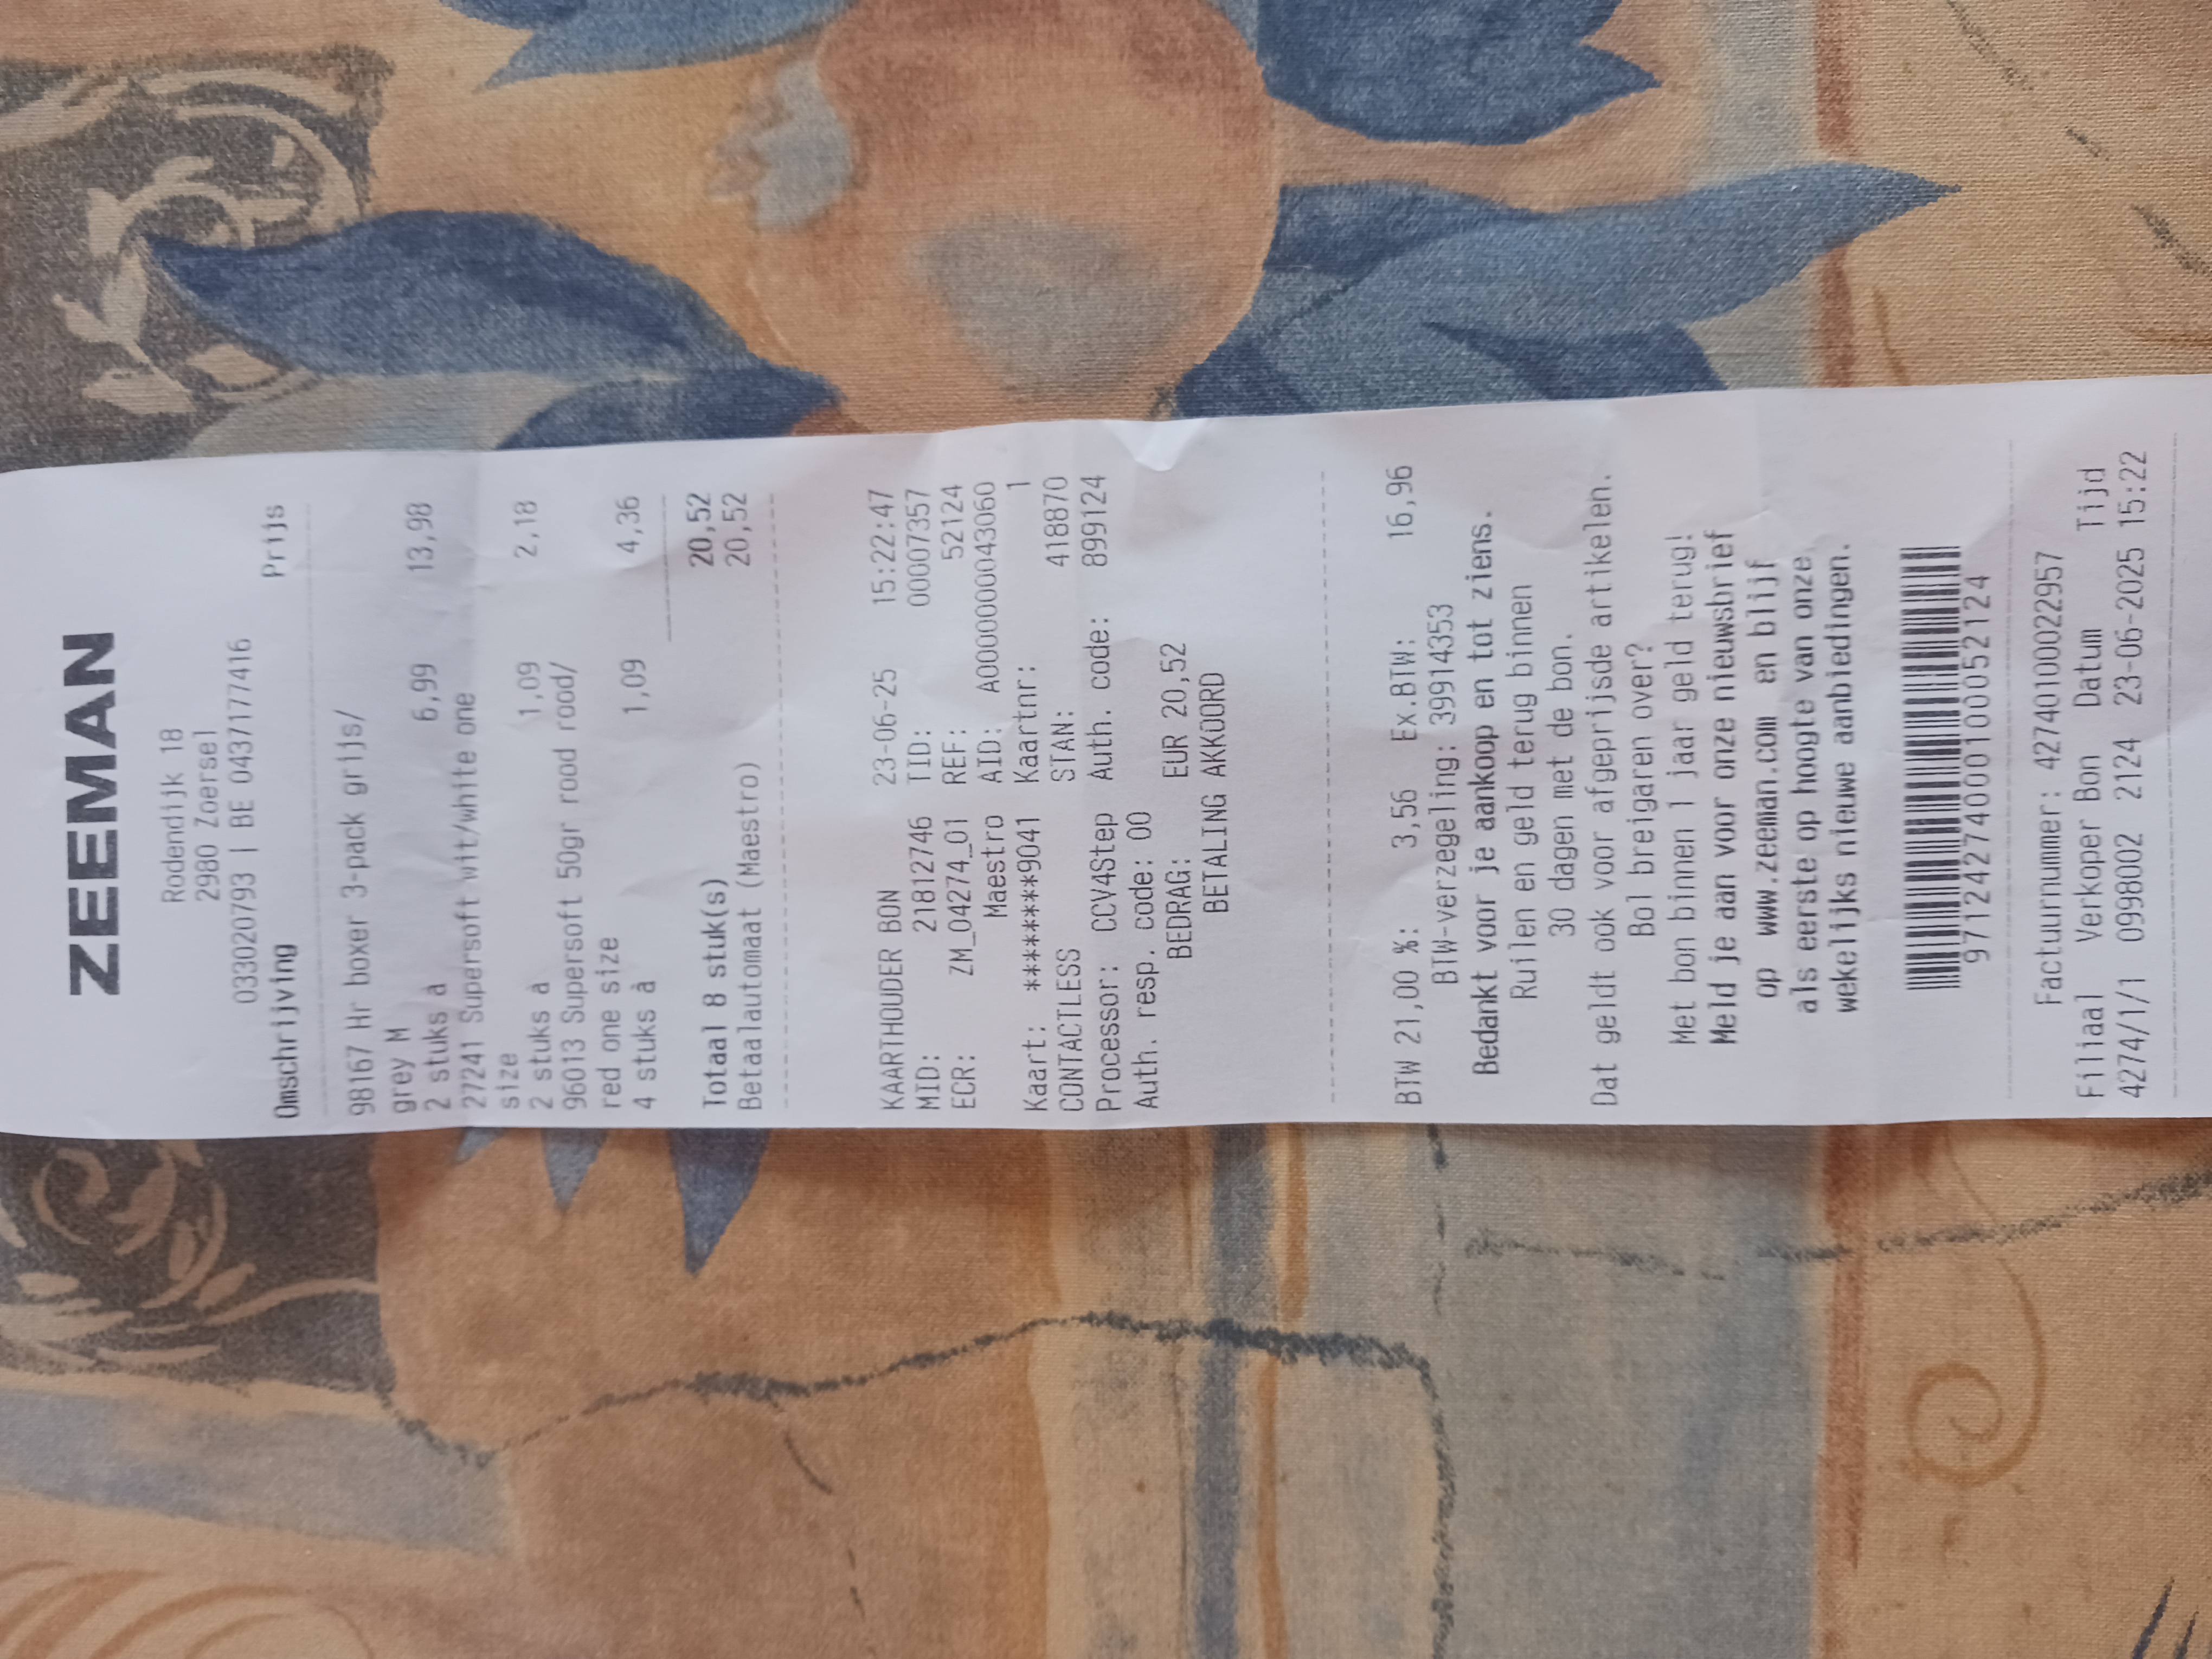 ZEEMAN
Rodendijk 18
2980 Zoersel
033020793 | BE 0437177416
Omschrijving Prijs
98167 Hr boxer 3-pack grijs/
grey M
2 stuks à 6,99 13,98
27241 Supersoft wit/white one
size
2 stuks à 1,09 2,18
96013 Supersoft 50gr rood rood/
red one size
4 stuks à 1,09 4,36
Totaal 8 stuk(s) 20,52
Betaalautomaat (Maestro) 20,52
KAARTHOUDER BON 23-06-25 15:22:47
MID: 21812746 TID: 00007357
ECR: ZM_04274_01 REF: 52124
Maestro AID: A0000000043060
Kaart: ********9041 Kaartnr: 1
CONTACTLESS STAN: 418870
Processor: CCV4Step Auth. code: 899124
Auth. resp. code: 00
BEDRAG: EUR 20,52
BETALING AKKOORD
BTW 21,00 %: 3,56 Ex.BTW: 16,96
BTW-verzegeling: 39914353
Bedankt voor je aankoop en tot ziens.
Ruilen en geld terug binnen
30 dagen met de bon.
Dat geldt ook voor afgeprijsde artikelen.
Bol breigaren over?
Met bon binnen 1 jaar geld terug!
Meld je aan voor onze nieuwsbrief
op www.zeeman.com en blijf
als eerste op hoogte van onze
wekelijks nieuwe aanbiedingen.
97124274000100052124
Factuurnummer: 42740100022957
Filiaal Verkoper Bon Datum Tijd
4274/1/1 0998002 2124 23-06-2025 15:22